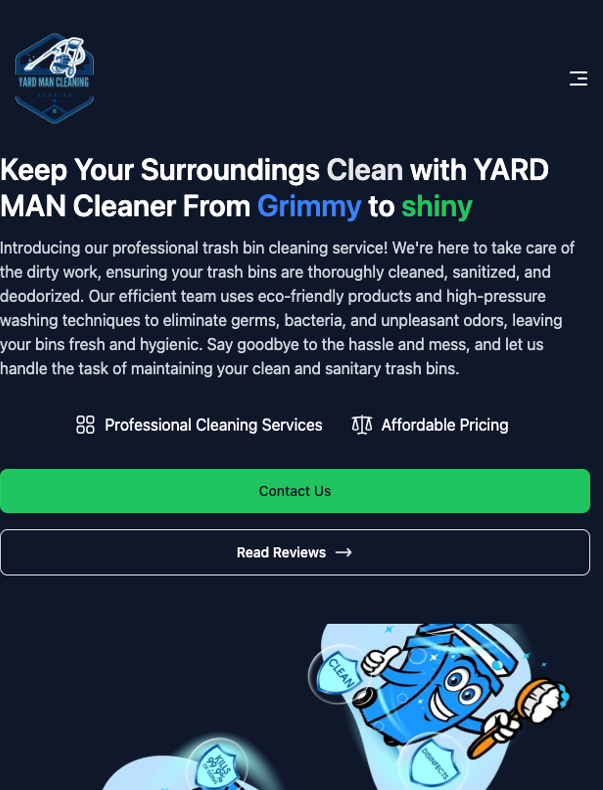 YARD MAN CLEANING
SERVICE
Keep Your Surroundings Clean with YARD
MAN Cleaner From Grimmy to shiny
Introducing our professional trash bin cleaning service! We're here to take care of
the dirty work, ensuring your trash bins are thoroughly cleaned, sanitized, and
deodorized. Our efficient team uses eco-friendly products and high-pressure
washing techniques to eliminate germs, bacteria, and unpleasant odors, leaving
your bins fresh and hygienic. Say goodbye to the hassle and mess, and let us
handle the task of maintaining your clean and sanitary trash bins.
Professional Cleaning Services
Affordable Pricing
Contact Us
Read Reviews
CLEAN
DISINFECTS
KILLS
99.9%
OF GERMS